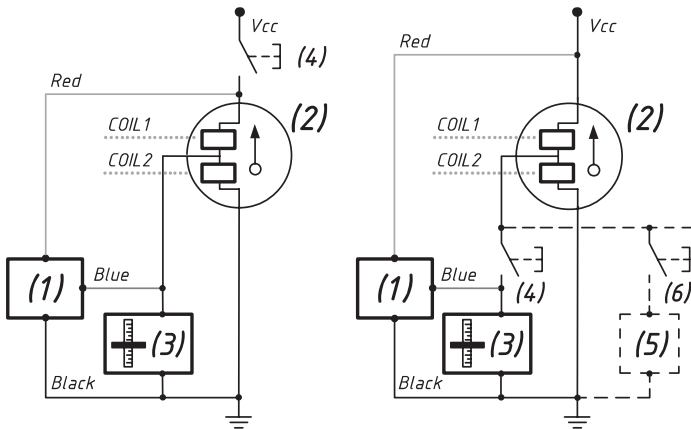 Vcc
(4)
Red
(2)
COIL1
COIL2
(1)
Blue
(3)
Black
Vcc
Red
(2)
COIL1
COIL2
(1)
Blue
(4)
(6)
(3)
(5)
Black